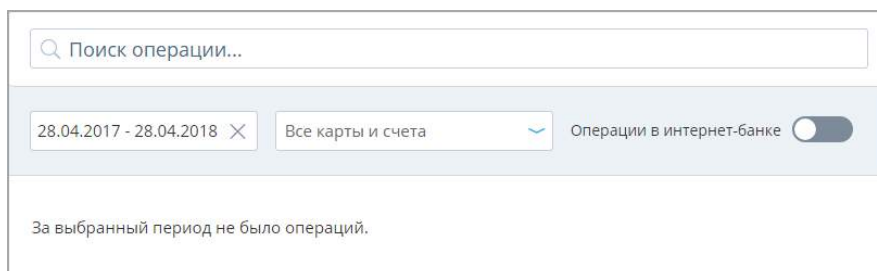 Поиск операции...
28.04.2017 - 28.04.2018 Все карты и счета Операции в интернет-банке
За выбранный период не было операций.